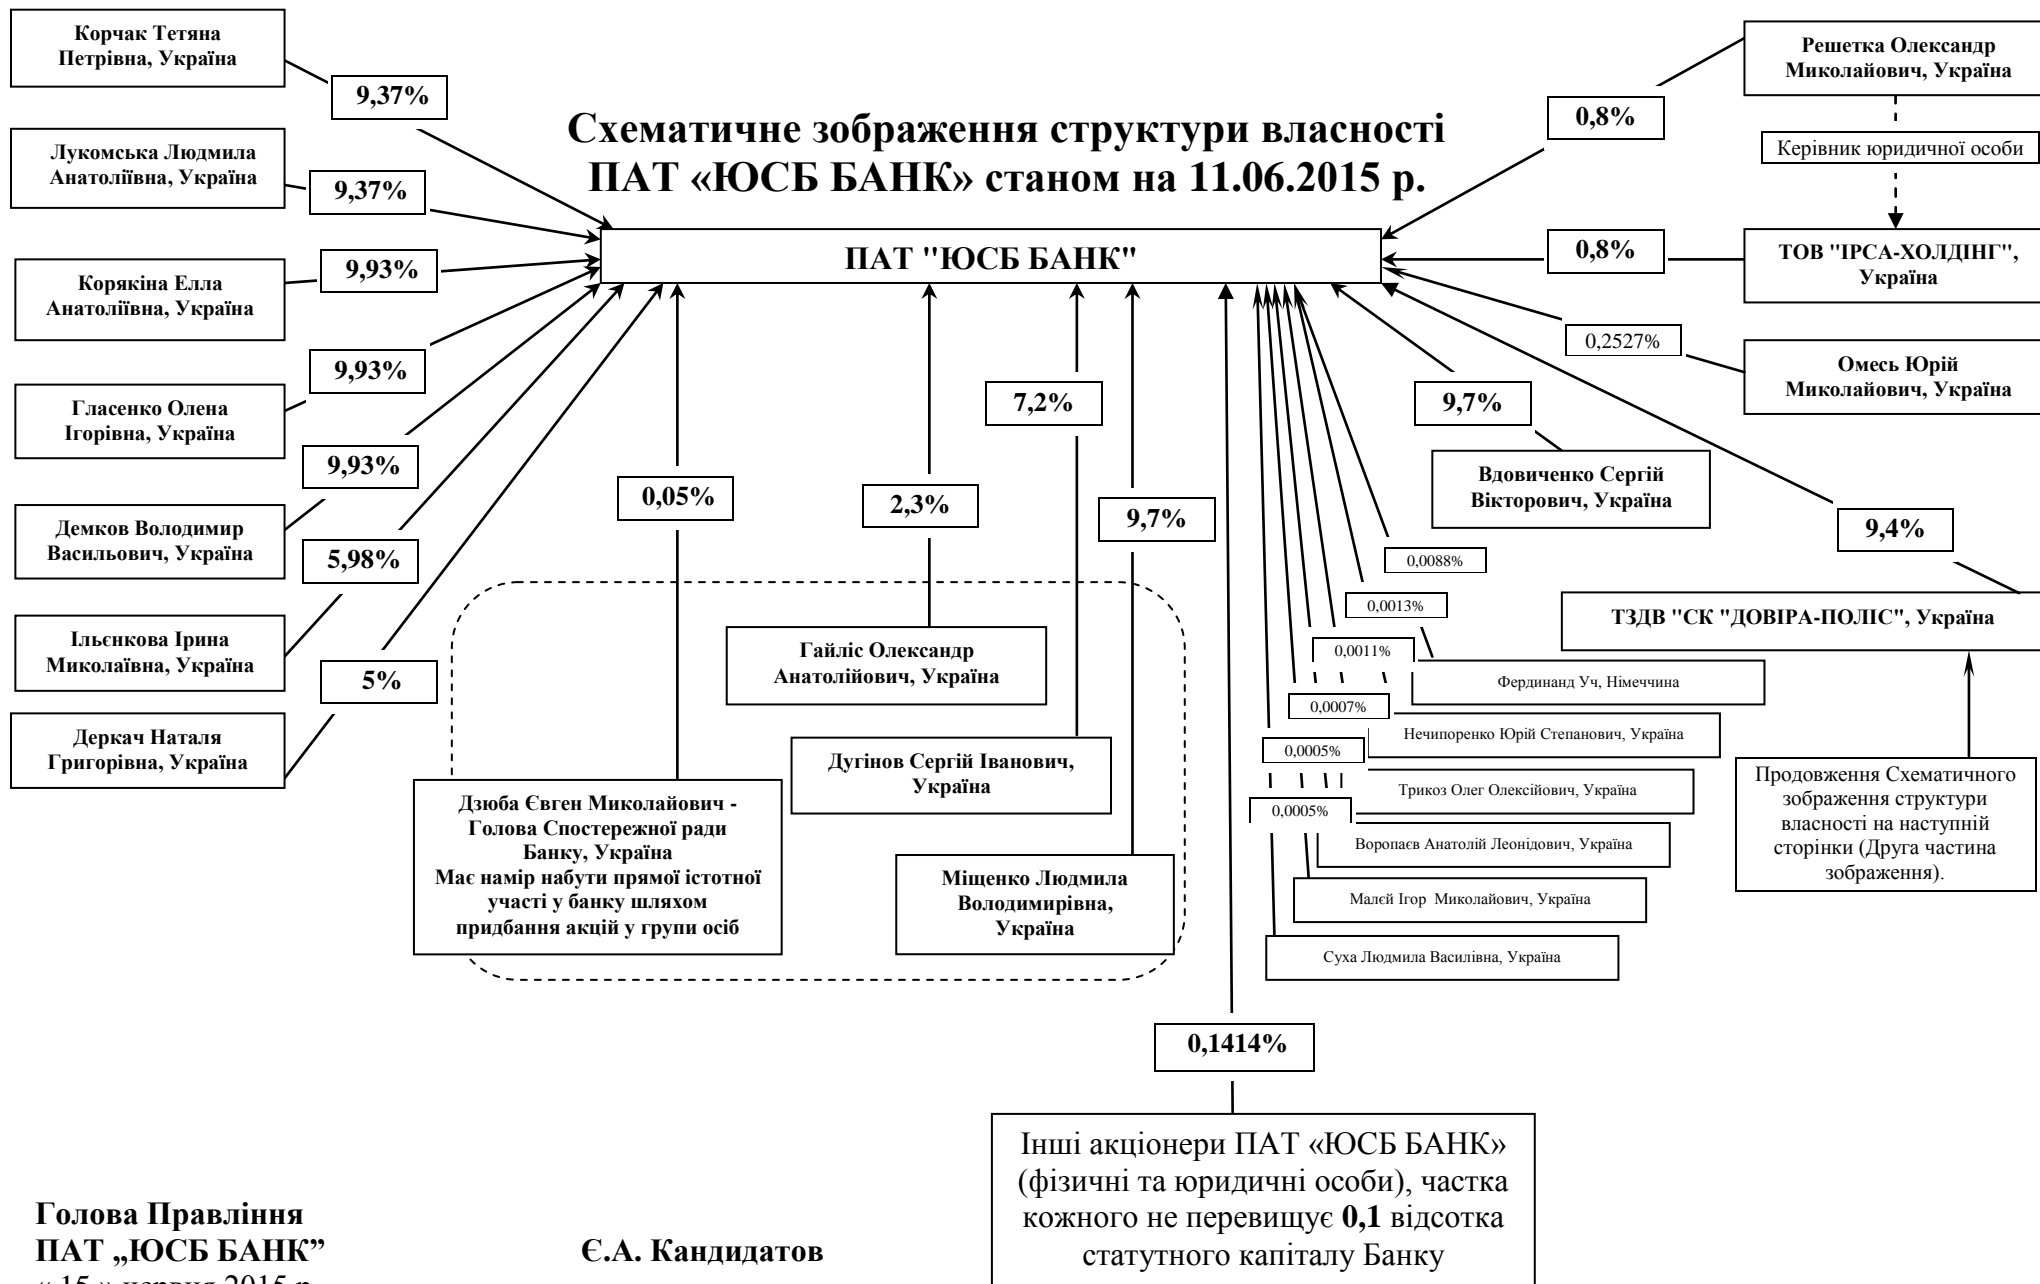 Схематичне зображення структури власності
ПАТ «ЮСБ БАНК» станом на 11.06.2015 р.
Корчак Тетяна
Петрівна, Україна
9,37%
Лукомська Людмила
Анатоліївна, Україна
9,37%
Корякіна Елла
Анатоліївна, Україна
9,93%
Гласенко Олена
Ігорівна, Україна
9,93%
Демков Володимир
Васильович, Україна
9,93%
Ільєнкова Ірина
Миколаївна, Україна
5,98%
Деркач Наталя
Григорівна, Україна
5%
ПАТ "ЮСБ БАНК"
Решетка Олександр
Миколайович, Україна
0,8%
Керівник юридичної особи
ТОВ "ІРСА-ХОЛДІНГ",
Україна
0,8%
Омесь Юрій
Миколайович, Україна
0,2527%
Вдовиченко Сергій
Вікторович, Україна
9,7%
9,4%
ТЗДВ "СК "ДОВІРА-ПОЛІС", Україна
Продовження Схематичного
зображення структури
власності на наступній
сторінки (Друга частина
зображення).
0,05%
Дзюба Євген Миколайович -
Голова Спостережної ради
Банку, Україна
Має намір набути прямої істотної
участі у банку шляхом
придбання акцій у групи осіб
2,3%
Гайліс Олександр
Анатолійович, Україна
7,2%
Дугінов Сергій Іванович,
Україна
9,7%
Міщенко Людмила
Володимирівна,
Україна
0,0088%
0,0013%
0,0011%
0,0007%
0,0005%
0,0005%
Фердинанд Уч, Німеччина
Нечипоренко Юрій Степанович, Україна
Трикоз Олег Олексійович, Україна
Воропаєв Анатолій Леонідович, Україна
Малєй Ігор Миколайович, Україна
Суха Людмила Василівна, Україна
0,1414%
Інші акціонери ПАТ «ЮСБ БАНК»
(фізичні та юридичні особи), частка
кожного не перевищує 0,1 відсотка
статутного капіталу Банку
Голова Правління
ПАТ „ЮСБ БАНК” Є.А. Кандидатов
« 15 » червня 2015 р.